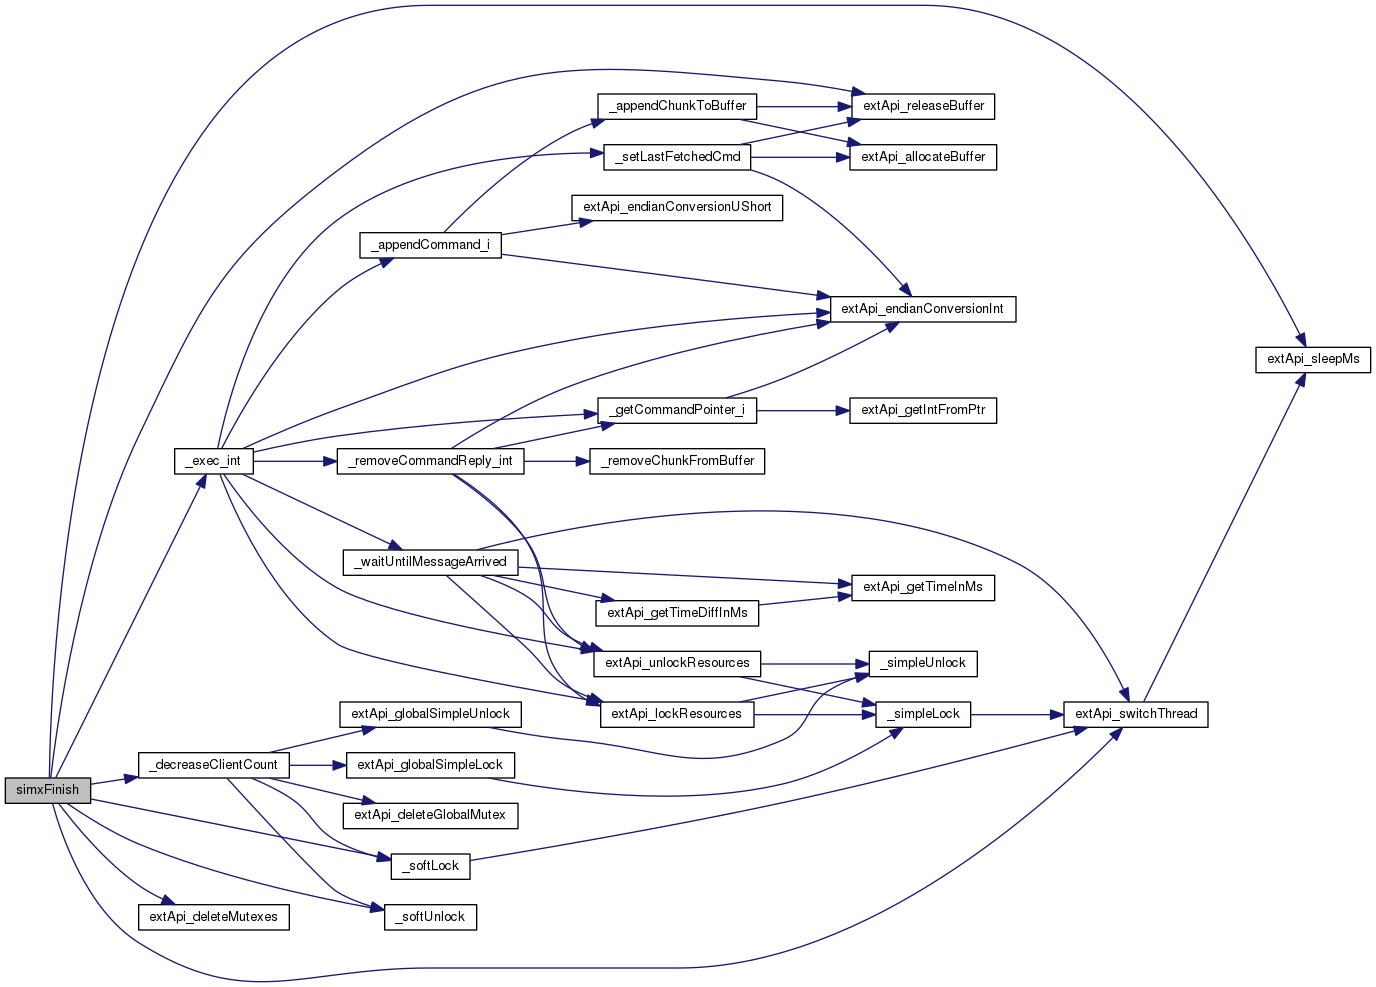 _appendChunkToBuffer
extApi_releaseBuffer
_setLastFetchedCmd
extApi_allocateBuffer
extApi_endianConversionUShort
_appendCommand_i
extApi_endianConversionInt
extApi_sleepMs
_getCommandPointer_i
extApi_getIntFromPtr
_exec_int
_removeCommandReply_int
_removeChunkFromBuffer
_waitUntilMessageArrived
extApi_getTimeInMs
extApi_getTimeDiffInMs
extApi_unlockResources
_simpleUnlock
extApi_globalSimpleUnlock
extApi_lockResources
_simpleLock
extApi_switchThread
_decreaseClientCount
extApi_globalSimpleLock
simxFinish
extApi_deleteGlobalMutex
_softLock
extApi_deleteMutexes
_softUnlock